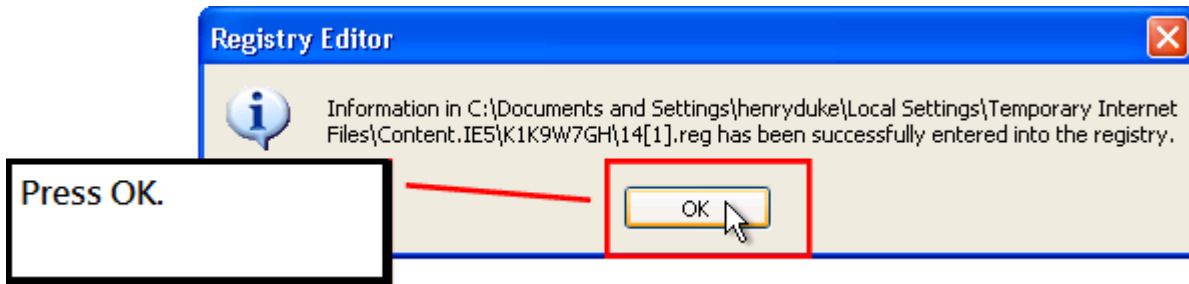 Registry Editor
Information in C:\Documents and Settings\henryduke\Local Settings\Temporary Internet
Files\Content.IE5\K1K9W7GH\14[1].reg has been successfully entered into the registry.
Press OK.
OK